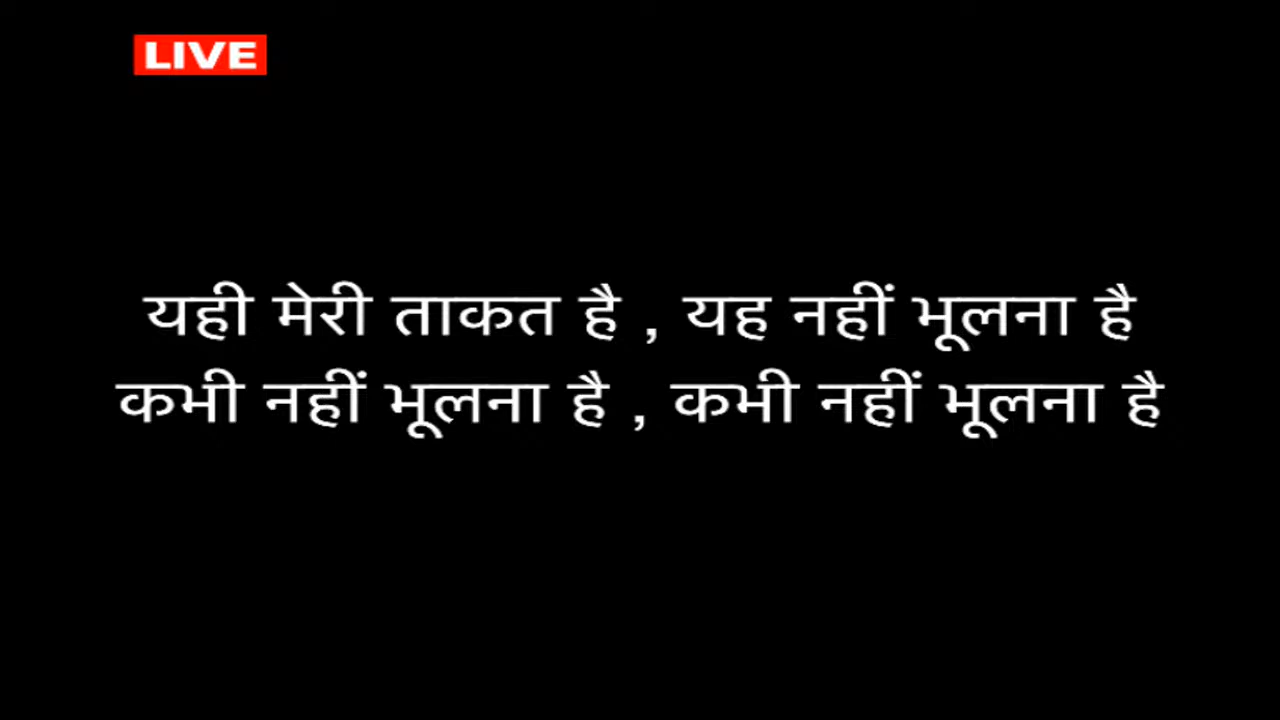 LIVE
यही मेरी ताकत है , यह नहीं भूलना है
कभी नहीं भूलना है , कभी नहीं भूलना है